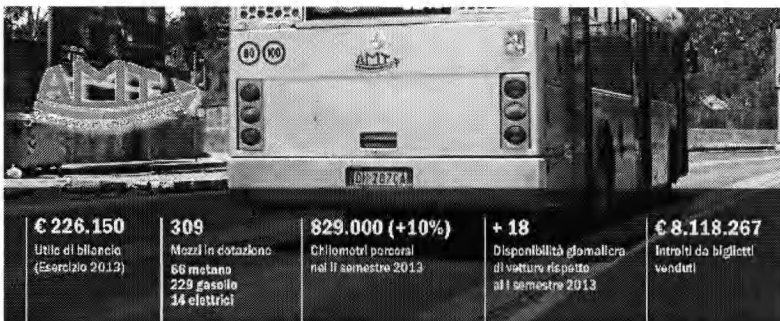 AMT
80 100
AMT
€ 226.150
Utile di bilancio
(Esercizio 2013)
309
Mezzi in dotazione
66 metano
229 gasolio
14 elettrici
829.000 (+10%)
Chilometri percorsi
nel II semestre 2013
+ 18
Disponibilità giornaliera
di vetture rispetto
al I semestre 2013
€ 8.118.267
Introiti da biglietti
venduti